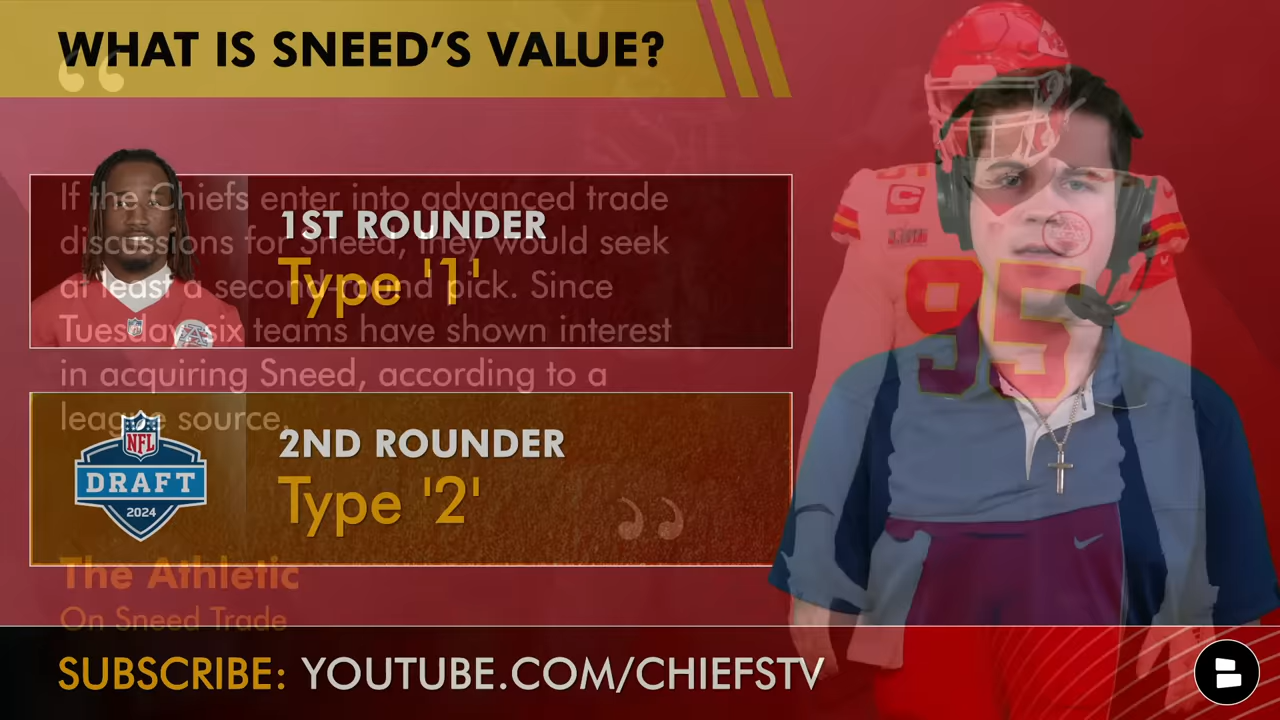 WHAT IS SNEED'S VALUE?
“
If the Chiefs enter into advanced trade
discussions for Sneed, they would seek
at least a second-round pick. Since
Tuesday, six teams have shown interest
in acquiring Sneed, according to a
league source.
”
1ST ROUNDER
Type '1'
NFL
DRAFT
2024
2ND ROUNDER
Type '2'
The Athletic
On Sneed Trade
C
95
SUBSCRIBE: YOUTUBE.COM/CHIEFSTV